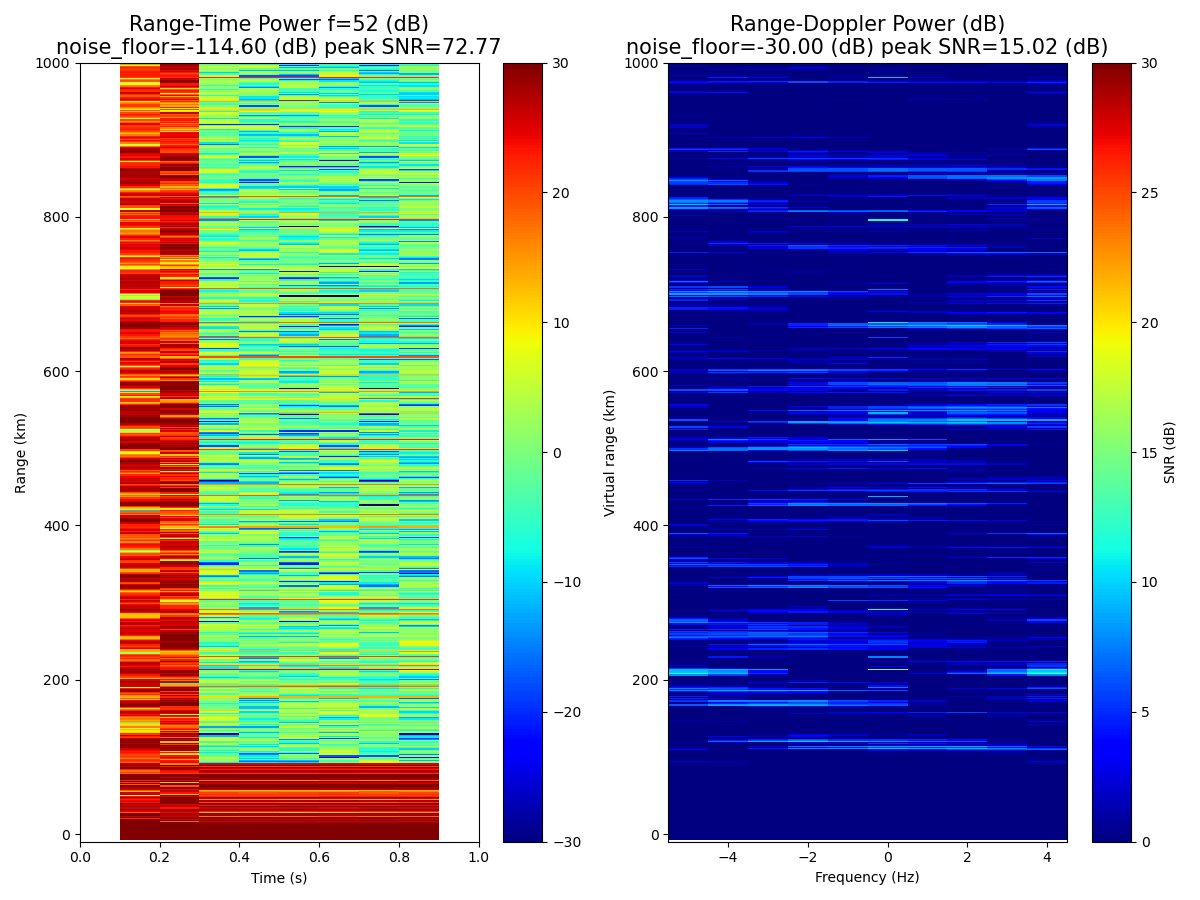 Range-Time Power f=52 (dB)
noise_floor=-114.60 (dB) peak SNR=72.77
Range (km)
1000
800
600
400
200
0
0.0 0.2 0.4 0.6 0.8 1.0
Time (s)
30
20
10
0
−10
−20
−30
Range-Doppler Power (dB)
noise_floor=-30.00 (dB) peak SNR=15.02 (dB)
Virtual range (km)
1000
800
600
400
200
0
−4 −2 0 2 4
Frequency (Hz)
30
25
20
15
10
5
0
SNR (dB)